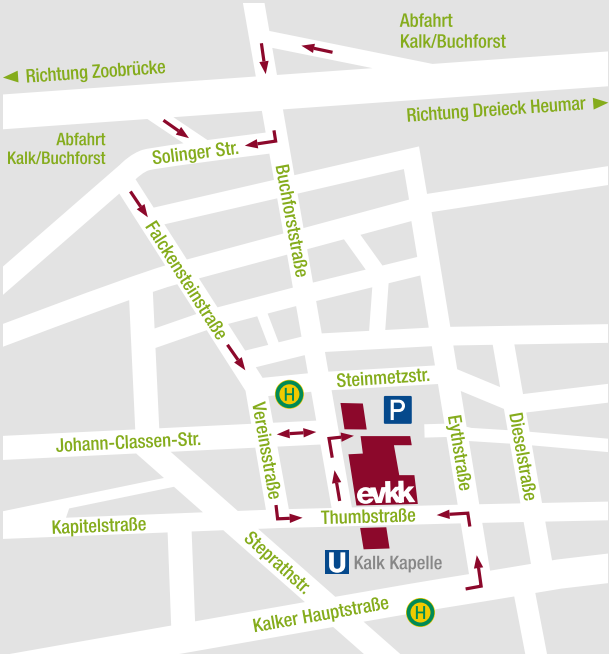 Abfahrt
Kalk/Buchforst
Richtung Zoobrücke
Richtung Dreieck Heumar
Abfahrt
Kalk/Buchforst
Solinger Str.
Buchforststraße
Falckensteinstraße
Steinmetzstr.
H
P
Vereinsstraße
Eythstraße
Dieselstraße
Johann-Classen-Str.
evkk
Kapitelstraße
Thumbstraße
Steprathstr.
U Kalk Kapelle
Kalker Hauptstraße
H